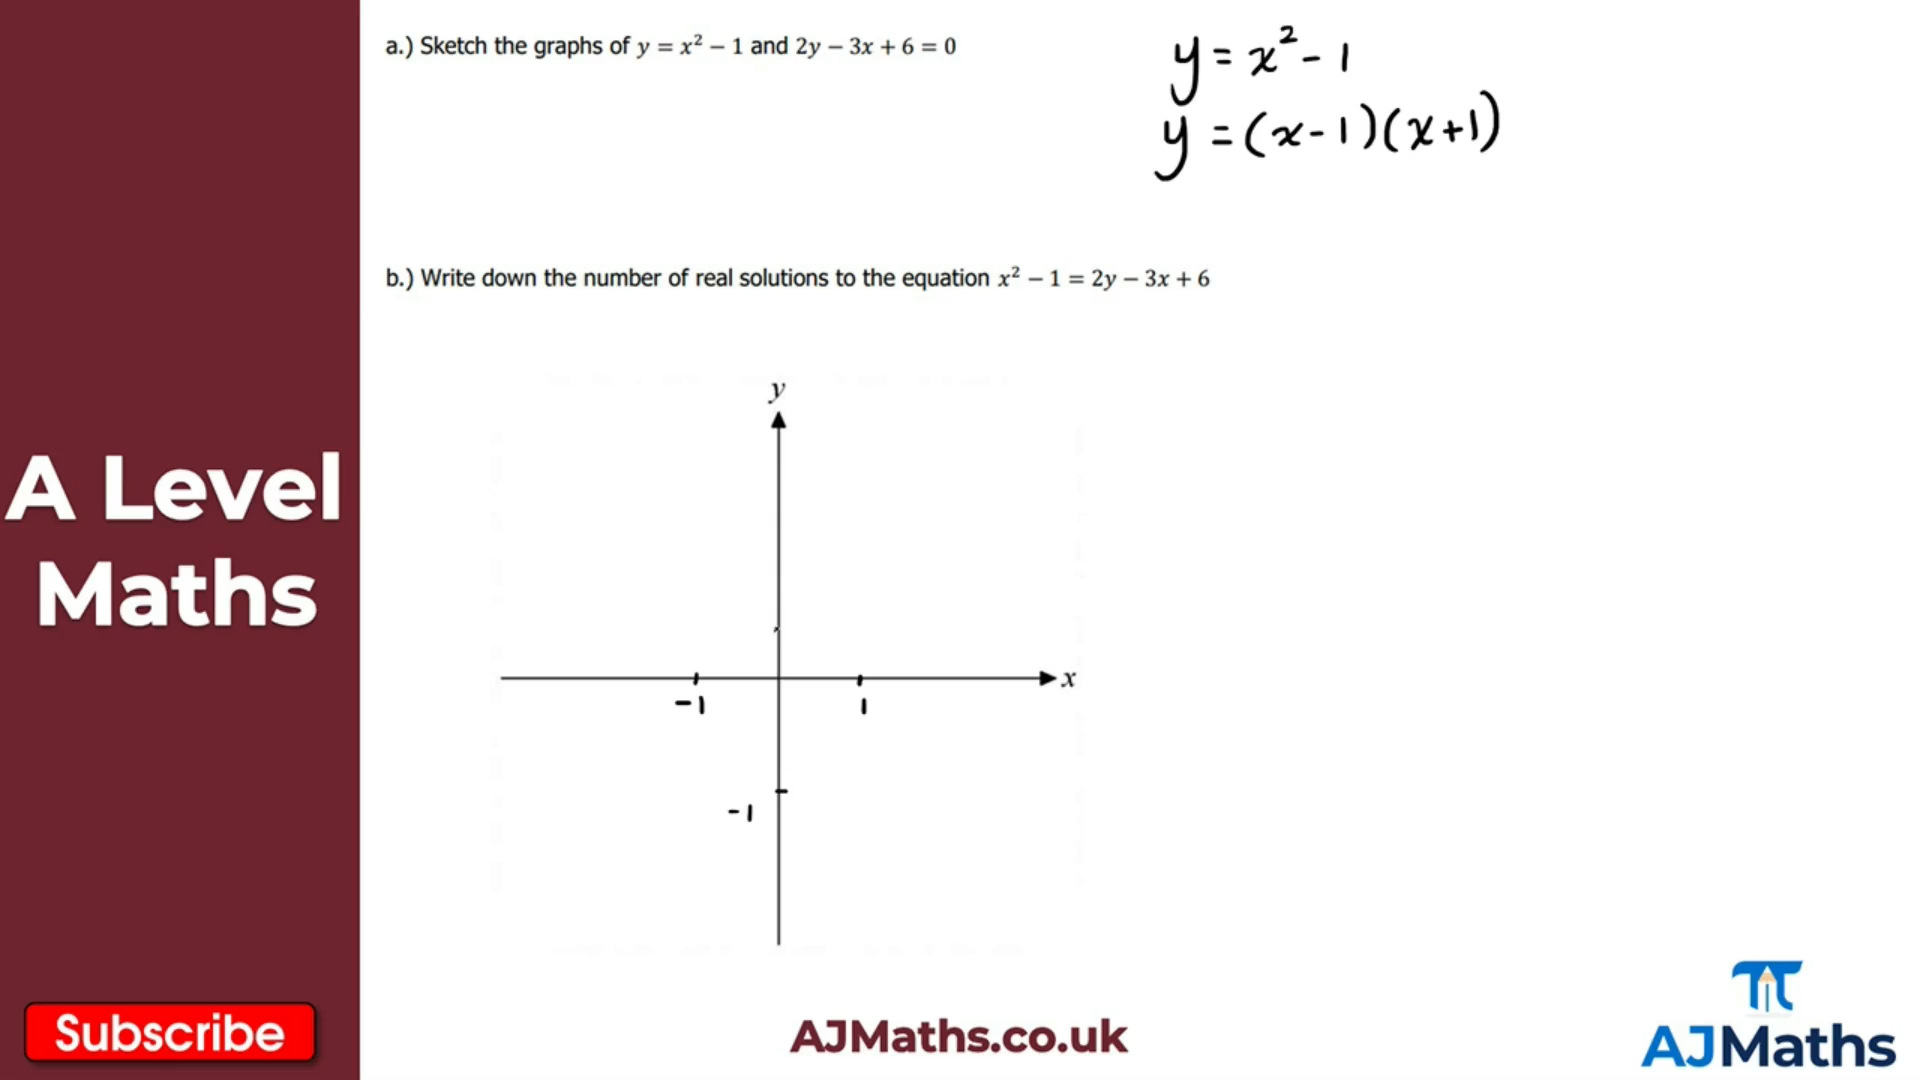 a.) Sketch the graphs of y = x² − 1 and 2y − 3x + 6 = 0
y = x² - 1
y = (x-1)(x+1)
b.) Write down the number of real solutions to the equation x² − 1 = 2y − 3x + 6
y
A Level
Maths
x
-1
1
-1
Subscribe
AJMaths.co.uk
AJMaths